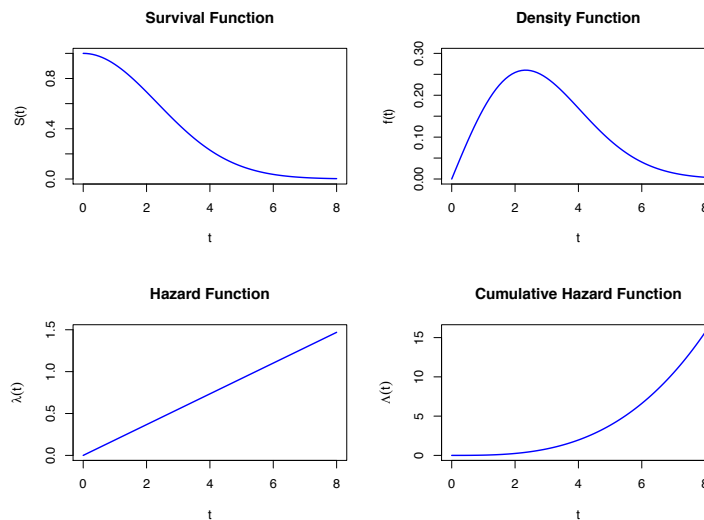 Survival Function
S(t)
0.0 0.4 0.8
0 2 4 6 8
t
Density Function
f(t)
0.00 0.10 0.20 0.30
0 2 4 6 8
t
Hazard Function
λ(t)
0.0 0.5 1.0 1.5
0 2 4 6 8
t
Cumulative Hazard Function
Λ(t)
0 5 10 15
0 2 4 6 8
t